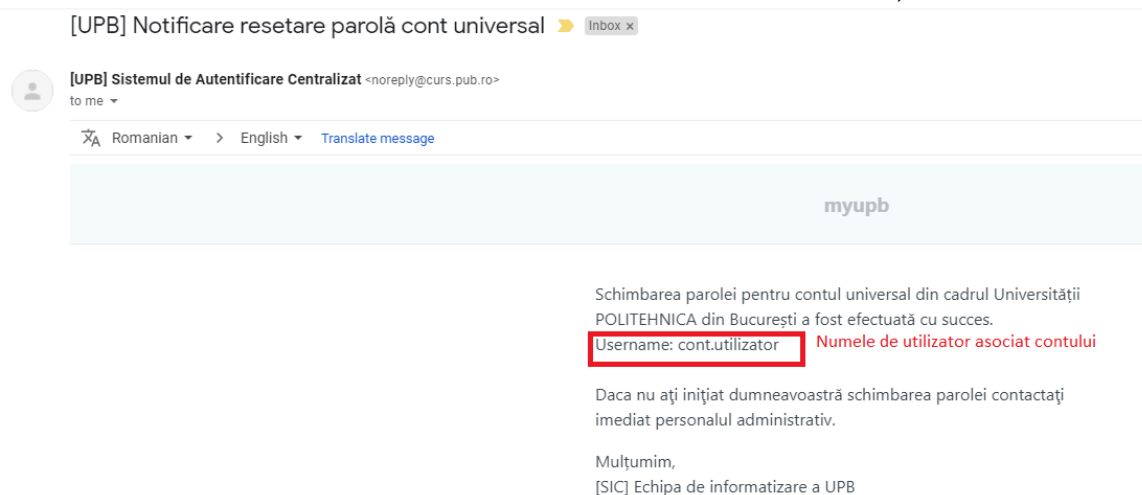 [UPB] Notificare resetare parolă cont universal Inbox x
[UPB] Sistemul de Autentificare Centralizat <noreply@curs.pub.ro>
to me
Romanian > English Translate message
myupb
Schimbarea parolei pentru contul universal din cadrul Universității
POLITEHNICA din București a fost efectuată cu succes.
Username: cont.utilizator Numele de utilizator asociat contului
Daca nu ați inițiat dumneavoastră schimbarea parolei contactați
imediat personalul administrativ.
Mulțumim,
[SIC] Echipa de informatizare a UPB